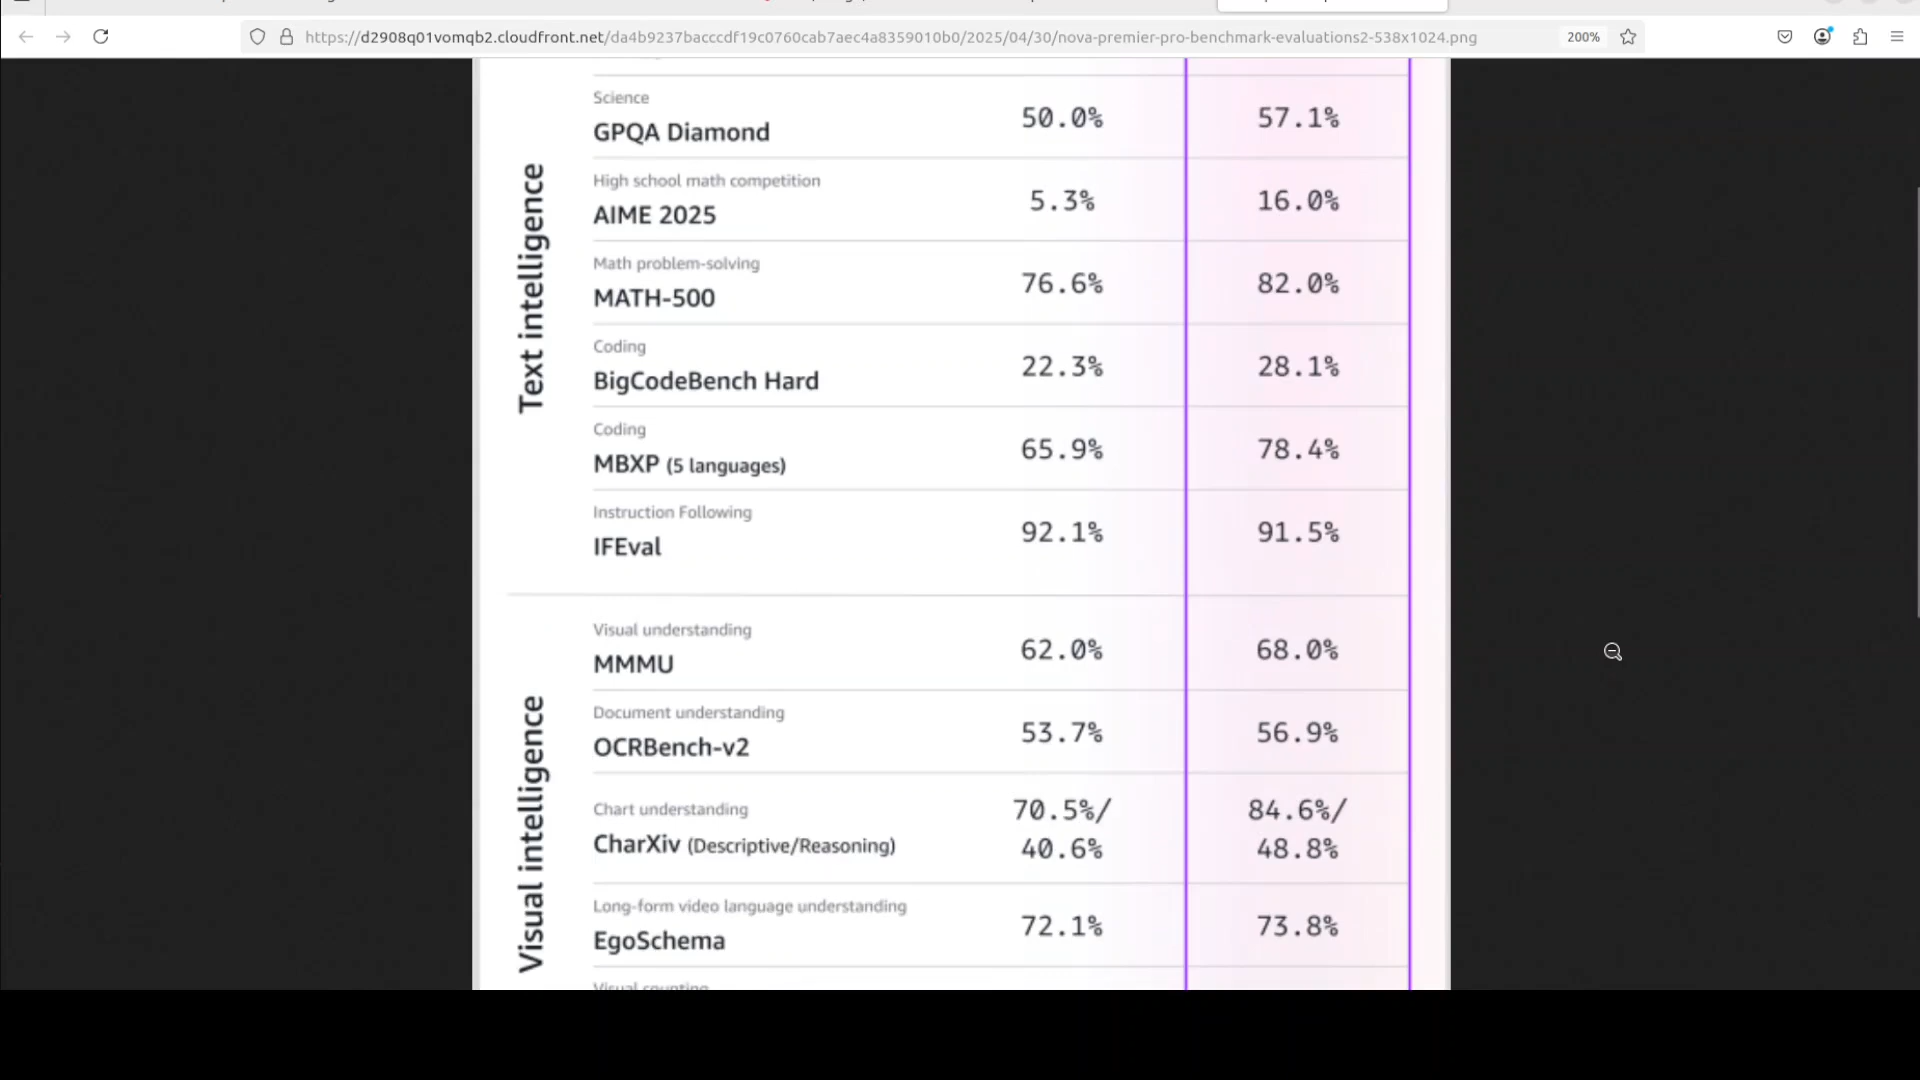 https://d2908q01vomqb2.cloudfront.net/da4b9237bacccdf19c0760cab7aec4a8359010b0/2025/04/30/nova-premier-pro-benchmark-evaluations2-538x1024.png
200%
Text intelligence
Science
GPQA Diamond
50.0%
57.1%
High school math competition
AIME 2025
5.3%
16.0%
Math problem-solving
MATH-500
76.6%
82.0%
Coding
BigCodeBench Hard
22.3%
28.1%
Coding
MBXP (5 languages)
65.9%
78.4%
Instruction Following
IFEval
92.1%
91.5%
Visual intelligence
Visual understanding
MMMU
62.0%
68.0%
Document understanding
OCRBench-v2
53.7%
56.9%
Chart understanding
CharXiv (Descriptive/Reasoning)
70.5%/
40.6%
84.6%/
48.8%
Long-form video language understanding
EgoSchema
72.1%
73.8%
Visual counting